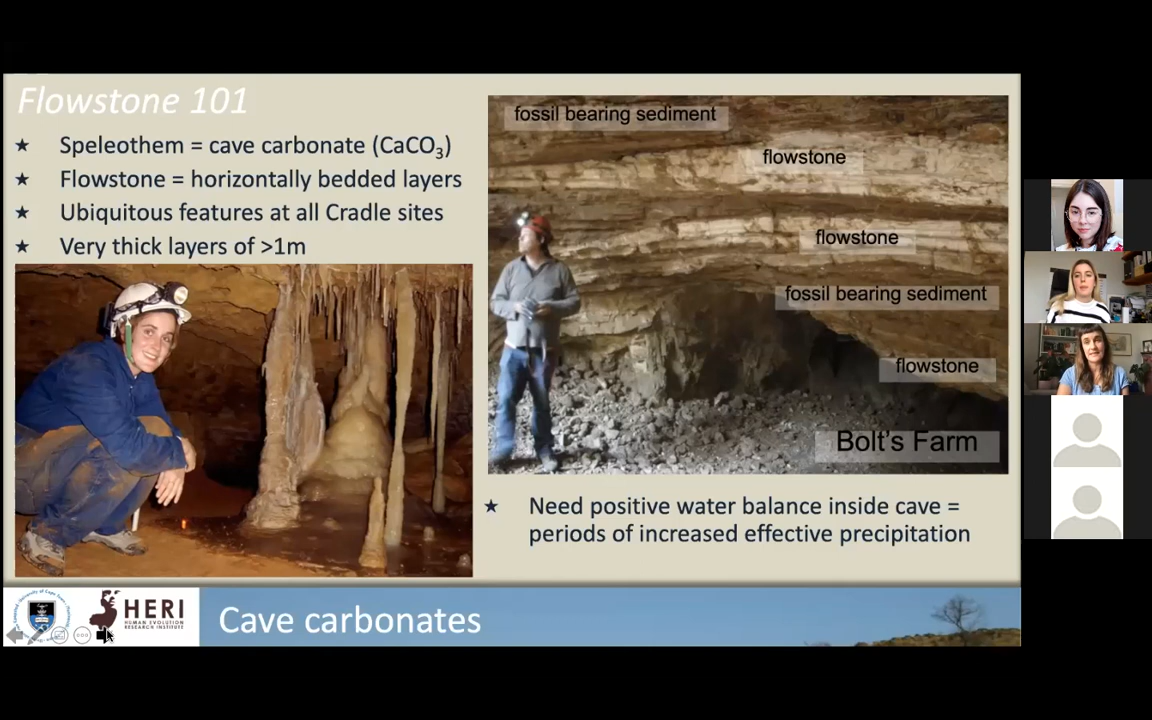 Flowstone 101
★ Speleothem = cave carbonate (CaCO₃)
★ Flowstone = horizontally bedded layers
★ Ubiquitous features at all Cradle sites
★ Very thick layers of >1m
fossil bearing sediment
flowstone
flowstone
fossil bearing sediment
flowstone
Bolt's Farm
★ Need positive water balance inside cave =
periods of increased effective precipitation
HERI
HUMAN EVOLUTION
RESEARCH INSTITUTE
Cave carbonates